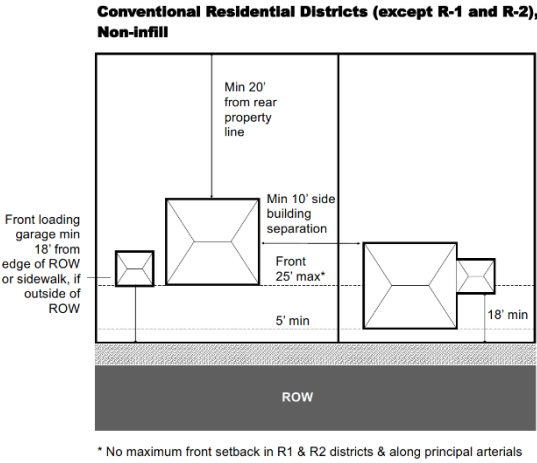 Conventional Residential Districts (except R-1 and R-2),
Non-infill
Min 20’
from rear
property
line
Min 10’ side
building
separation
Front loading
garage min
18’ from
edge of ROW
or sidewalk, if
outside of
ROW
Front
25’ max*
5’ min
18’ min
ROW
* No maximum front setback in R1 & R2 districts & along principal arterials